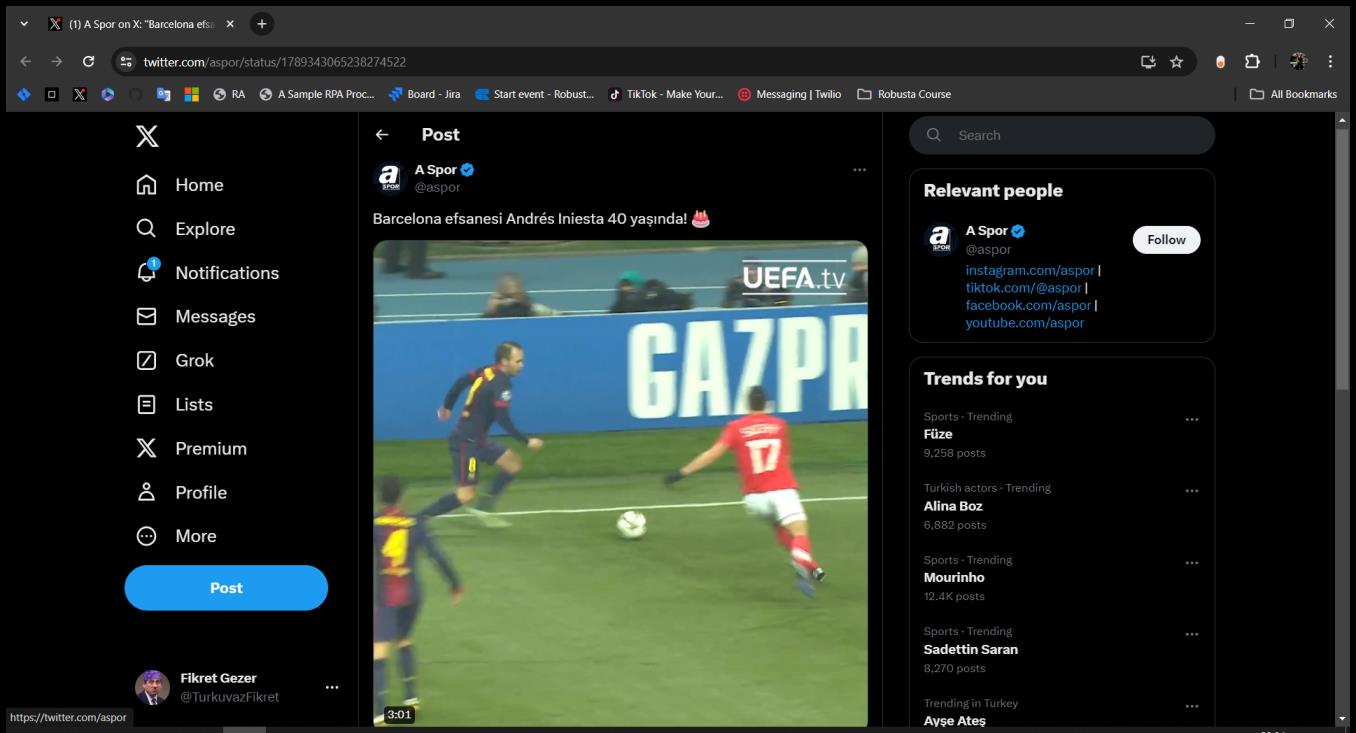 (1) A Spor on X: "Barcelona efsa
twitter.com/aspor/status/1789343065238274522
RA
A Sample RPA Proc...
Board - Jira
Start event - Robust...
TikTok - Make Your...
Messaging | Twilio
Robusta Course
All Bookmarks
Home
Explore
1
Notifications
Messages
Grok
Lists
Premium
Profile
More
Post
Fikret Gezer
@TurkuvazFikret
https://twitter.com/aspor
Post
a
SPOR
A Spor
@aspor
Barcelona efsanesi Andrés Iniesta 40 yaşında! 🎂
UEFA.tv
GAZPR
8
17
4
3:01
Search
Relevant people
a
SPOR
A Spor
@aspor
Follow
instagram.com/aspor |
tiktok.com/@aspor |
facebook.com/aspor |
youtube.com/aspor
Trends for you
Sports · Trending
Füze
9,258 posts
Turkish actors · Trending
Alina Boz
6,882 posts
Sports · Trending
Mourinho
12.4K posts
Sports · Trending
Sadettin Saran
8,270 posts
Trending in Turkey
Ayşe Ateş